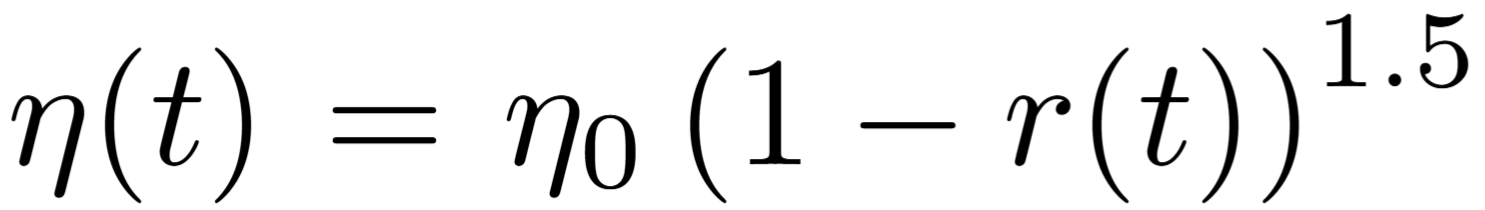 η(t) = η₀ (1 − r(t))¹·⁵